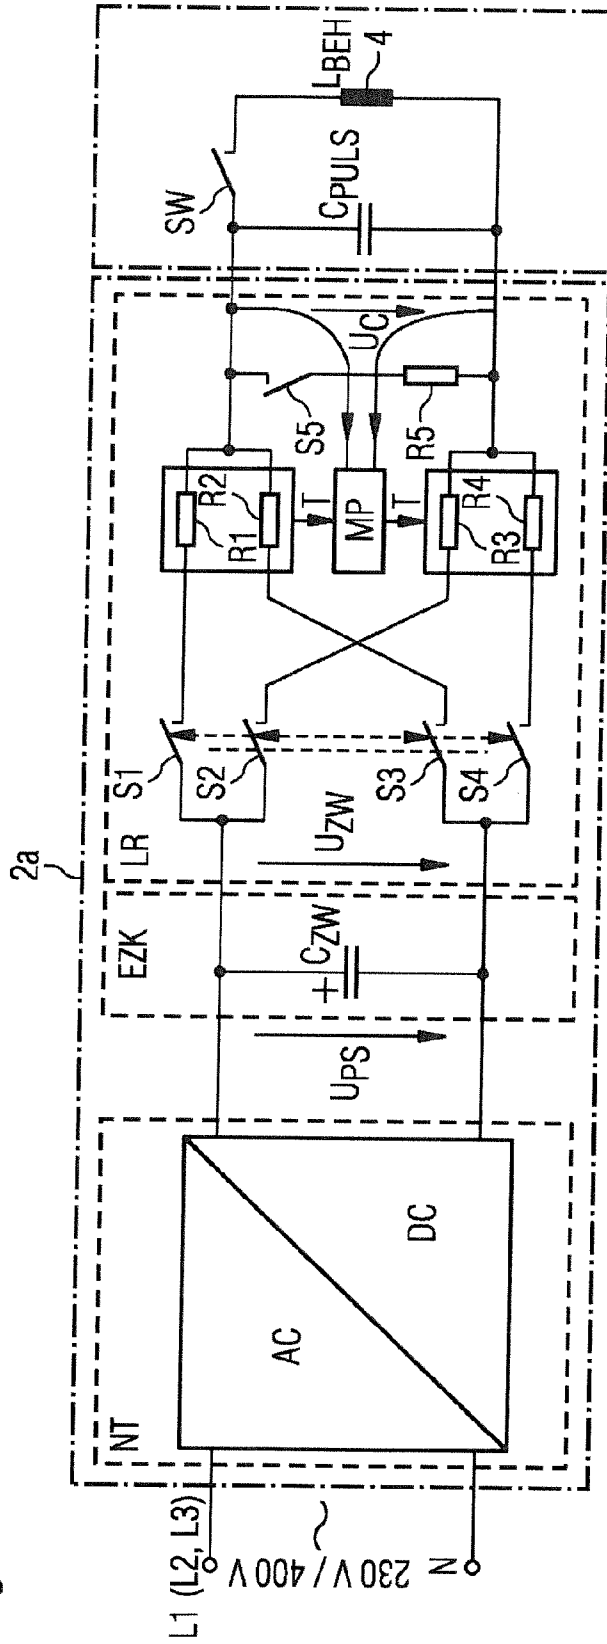 2a
L1 (L2, L3)
230 V / 400 V
~
N
NT
AC
DC
U_PS
EZK
+
C_ZW
LR
U_ZW
S1
S2
S3
S4
R1
R2
T
MP
T
R4
R3
S5
R5
U_C
SW
C_PULS
L_BEH
4